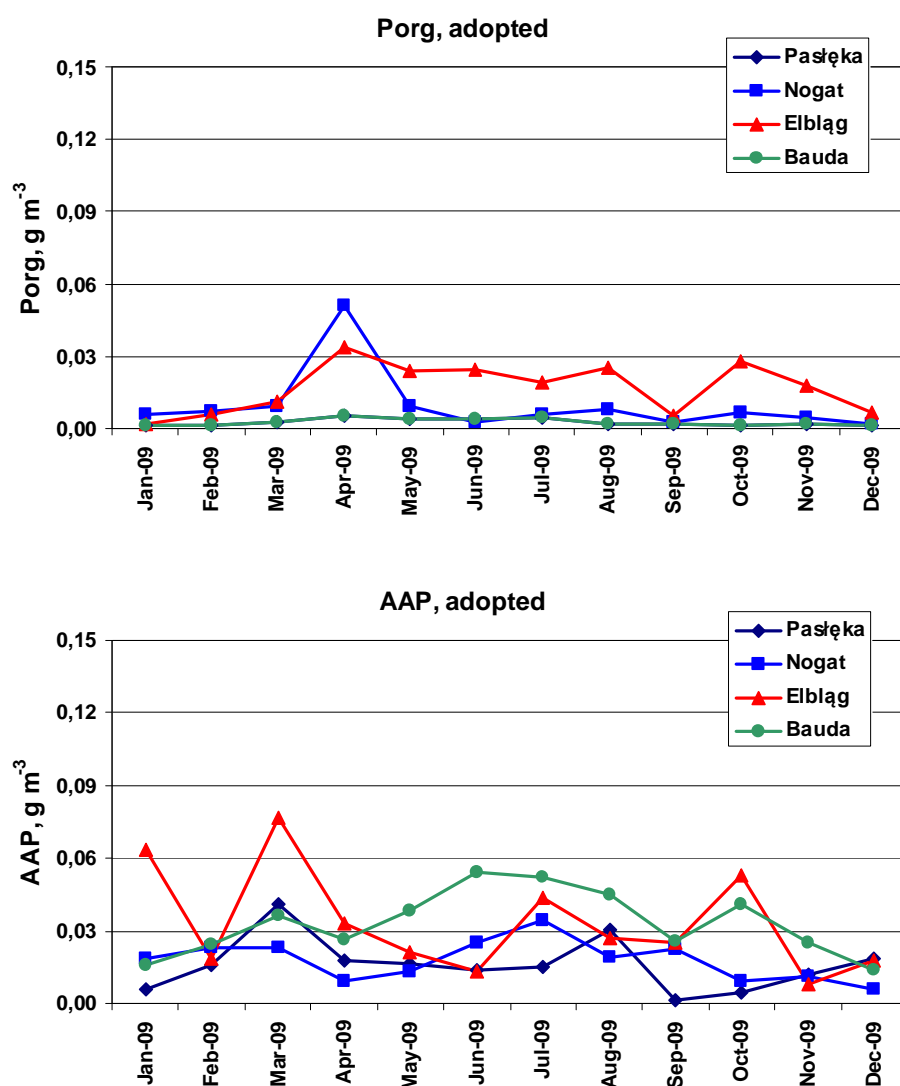 Porg, adopted
Pasłęka
Nogat
Elbląg
Bauda
0,15
0,12
0,09
0,06
0,03
0,00
Porg, g m-3
Jan-09
Feb-09
Mar-09
Apr-09
May-09
Jun-09
Jul-09
Aug-09
Sep-09
Oct-09
Nov-09
Dec-09
AAP, adopted
Pasłęka
Nogat
Elbląg
Bauda
0,15
0,12
0,09
0,06
0,03
0,00
AAP, g m-3
Jan-09
Feb-09
Mar-09
Apr-09
May-09
Jun-09
Jul-09
Aug-09
Sep-09
Oct-09
Nov-09
Dec-09